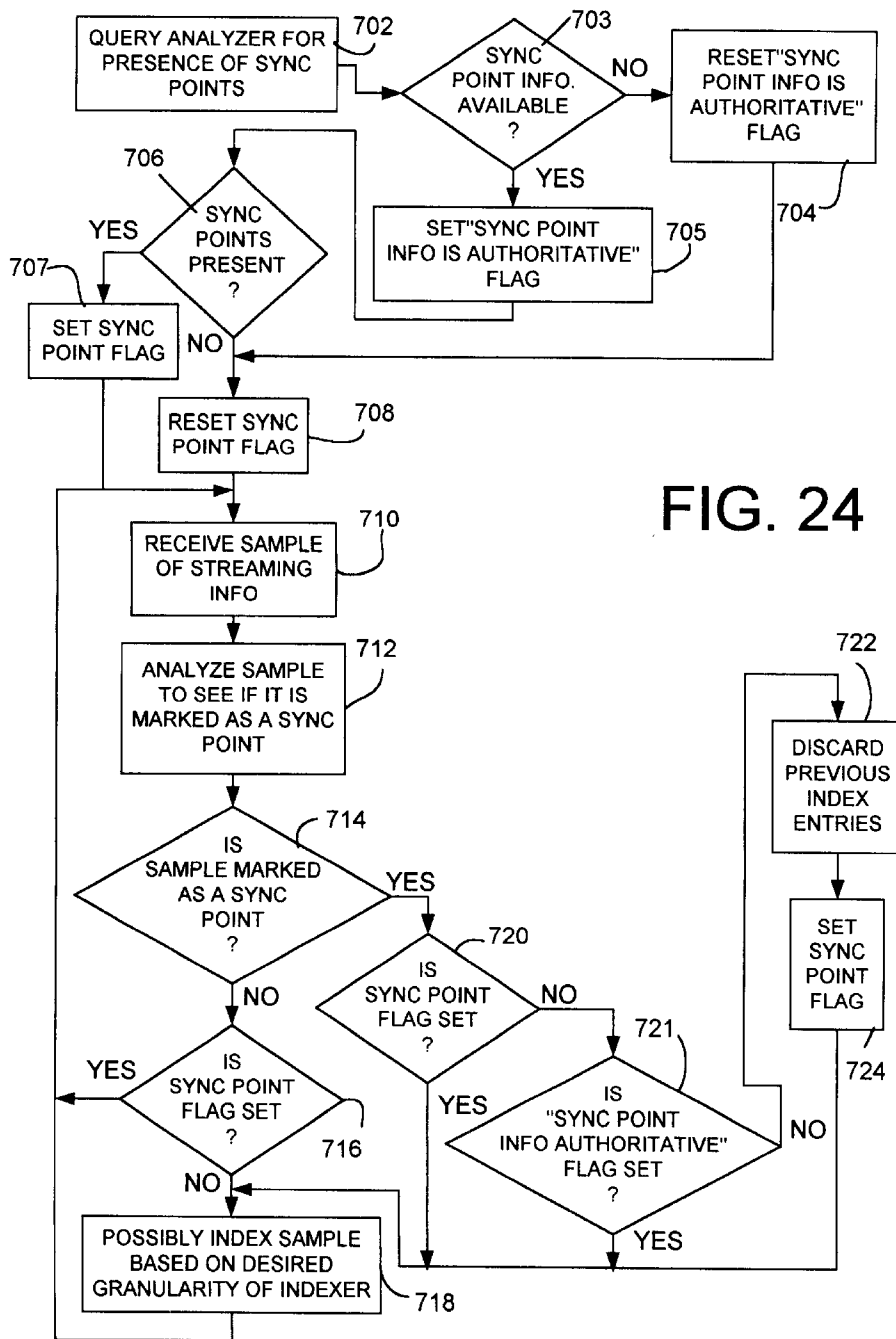 QUERY ANALYZER FOR
PRESENCE OF SYNC
POINTS
702
703
SYNC
POINT INFO.
AVAILABLE
?
NO
YES
RESET"SYNC
POINT INFO IS
AUTHORITATIVE"
FLAG
704
706
SYNC
POINTS
PRESENT
?
YES
NO
SET"SYNC POINT
INFO IS AUTHORITATIVE"
FLAG
705
707
SET SYNC
POINT FLAG
RESET SYNC
POINT FLAG
708
FIG. 24
RECEIVE SAMPLE
OF STREAMING
INFO
710
ANALYZE SAMPLE
TO SEE IF IT IS
MARKED AS A SYNC
POINT
712
722
DISCARD
PREVIOUS
INDEX
ENTRIES
IS
SAMPLE MARKED
AS A SYNC
POINT
?
714
YES
NO
720
IS
SYNC POINT
FLAG SET
?
NO
YES
SET
SYNC
POINT
FLAG
724
721
IS
"SYNC POINT
INFO AUTHORITATIVE"
FLAG SET
?
NO
YES
YES
IS
SYNC POINT
FLAG SET
?
716
NO
POSSIBLY INDEX SAMPLE
BASED ON DESIRED
GRANULARITY OF INDEXER
718